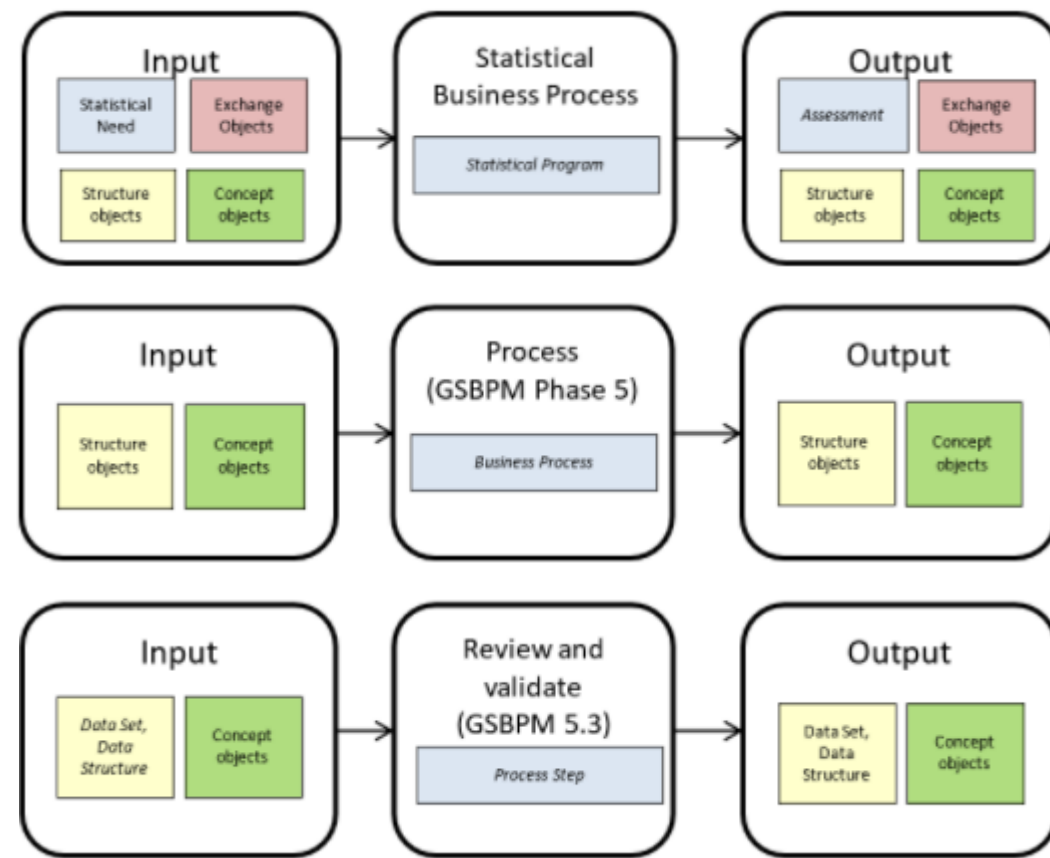 Input
Statistical
Need
Exchange
Objects
Structure
objects
Concept
objects
Statistical
Business Process
Statistical Program
Output
Assessment
Exchange
Objects
Structure
objects
Concept
objects
Input
Structure
objects
Concept
objects
Process
(GSBPM Phase 5)
Business Process
Output
Structure
objects
Concept
objects
Input
Data Set,
Data
Structure
Concept
objects
Review and
validate
(GSBPM 5.3)
Process Step
Output
Data Set,
Data
Structure
Concept
objects